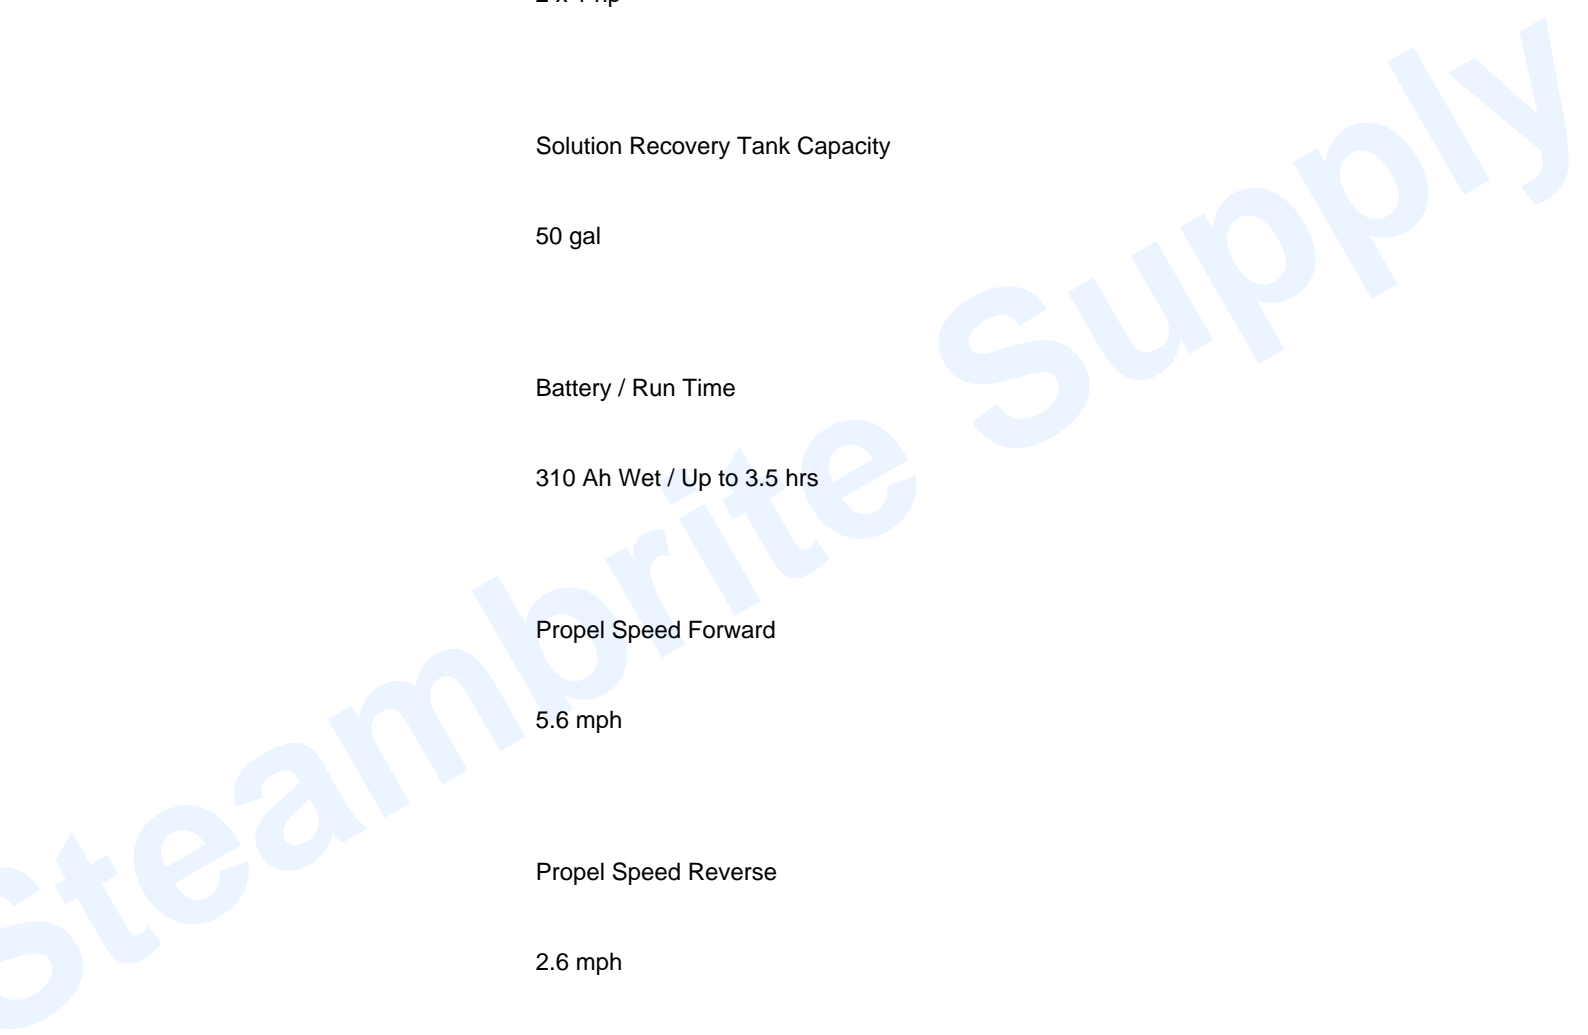 Solution Recovery Tank Capacity
50 gal
Battery / Run Time
310 Ah Wet / Up to 3.5 hrs
Propel Speed Forward
5.6 mph
Propel Speed Reverse
2.6 mph
Steambrite Supply